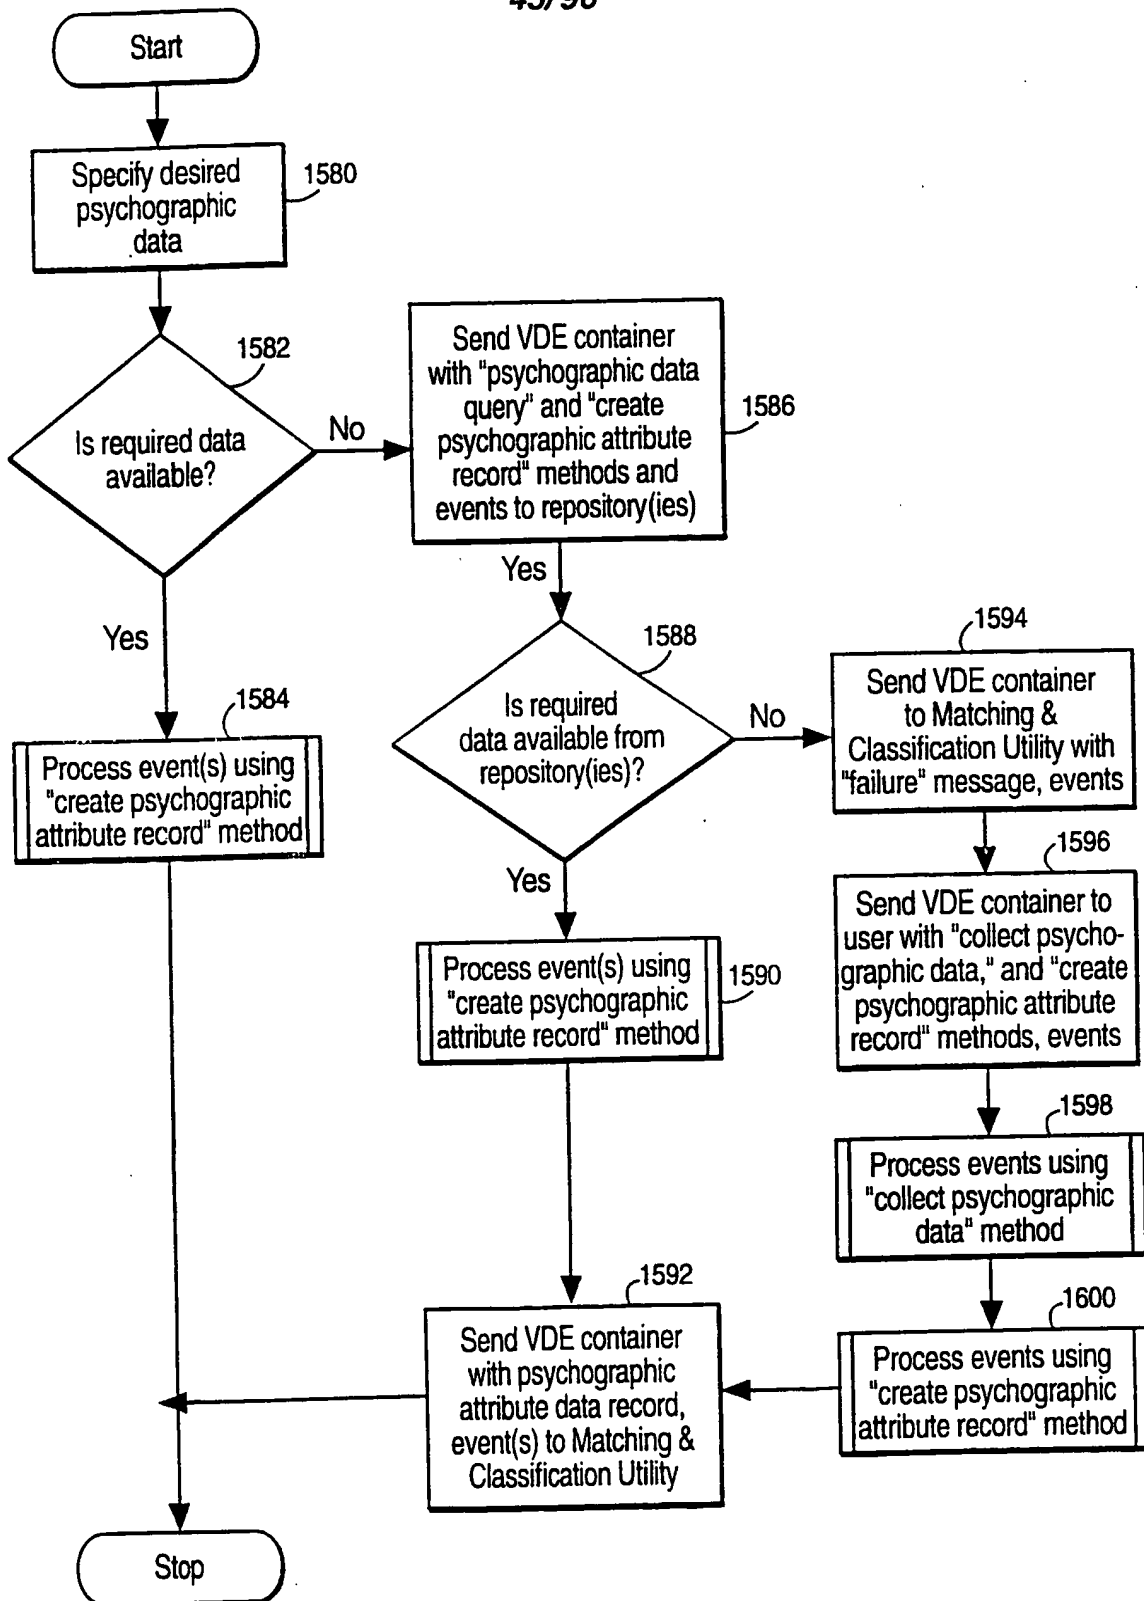 45/90
Start
Specify desired
psychographic
data
1580
Is required data
available?
1582
No
Yes
Send VDE container
with "psychographic data
query" and "create
psychographic attribute
record" methods and
events to repository(ies)
1586
Yes
1584
Process event(s) using
"create psychographic
attribute record" method
1588
Is required
data available from
repository(ies)?
No
Yes
1594
Send VDE container
to Matching &
Classification Utility with
"failure" message, events
1596
Send VDE container to
user with "collect psycho-
graphic data," and "create
psychographic attribute
record" methods, events
Process event(s) using
"create psychographic
attribute record" method
1590
1598
Process events using
"collect psychographic
data" method
1600
Process events using
"create psychographic
attribute record" method
1592
Send VDE container
with psychographic
attribute data record,
event(s) to Matching &
Classification Utility
Stop